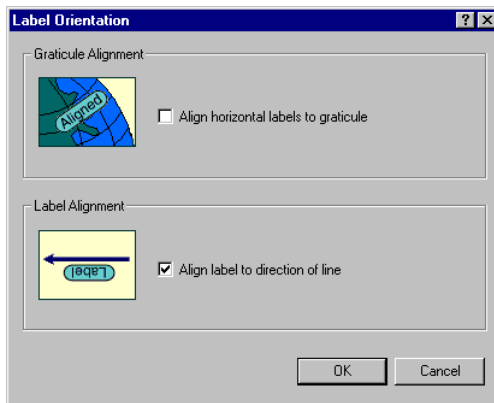 Label Orientation
Graticule Alignment
Aligned
Align horizontal labels to graticule
Label Alignment
Label
Align label to direction of line
OK
Cancel